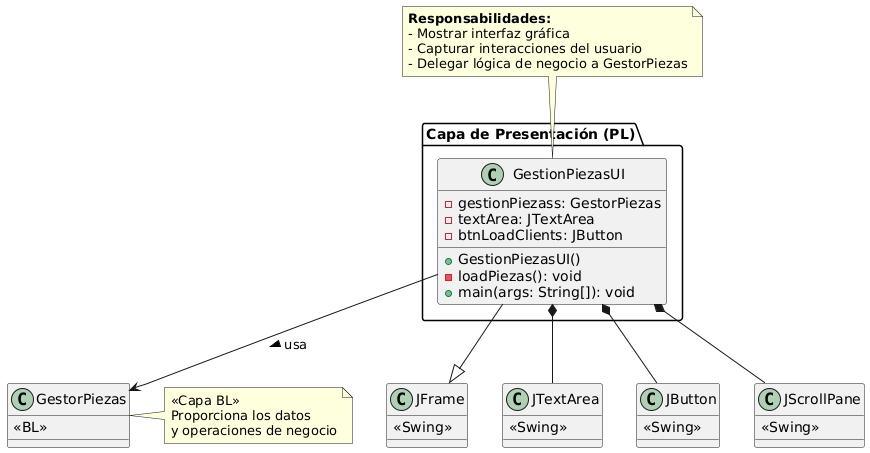 Responsabilidades:
- Mostrar interfaz gráfica
- Capturar interacciones del usuario
- Delegar lógica de negocio a GestorPiezas
Capa de Presentación (PL)
C GestionPiezasUI
gestionPiezass: GestorPiezas
textArea: JTextArea
btnLoadClients: JButton
GestionPiezasUI()
loadPiezas(): void
main(args: String[]): void
usa
C GestorPiezas
«BL»
«Capa BL»
Proporciona los datos
y operaciones de negocio
C JFrame
«Swing»
C JTextArea
«Swing»
C JButton
«Swing»
C JScrollPane
«Swing»